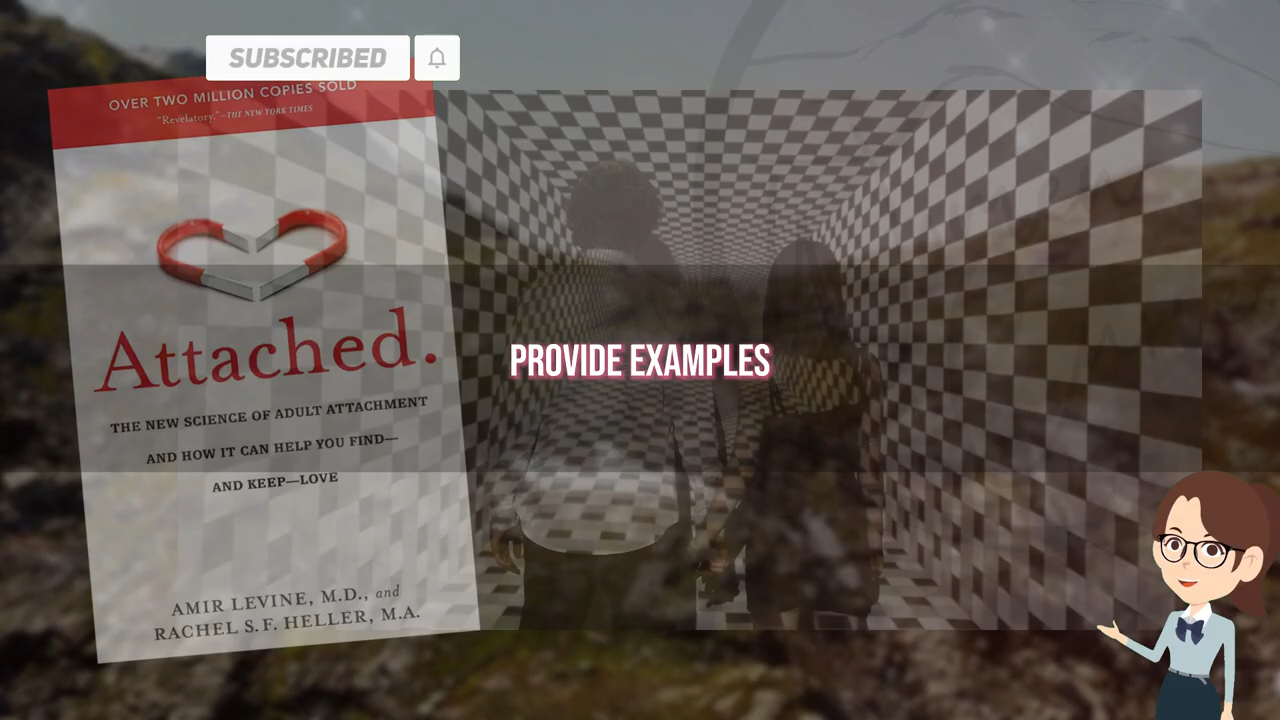 SUBSCRIBED
OVER TWO MILLION COPIES SOLD
"Revelatory."—THE NEW YORK TIMES
Attached.
THE NEW SCIENCE OF ADULT ATTACHMENT
AND HOW IT CAN HELP YOU FIND—
AND KEEP—LOVE
AMIR LEVINE, M.D., and
RACHEL S. F. HELLER, M.A.
PROVIDE EXAMPLES